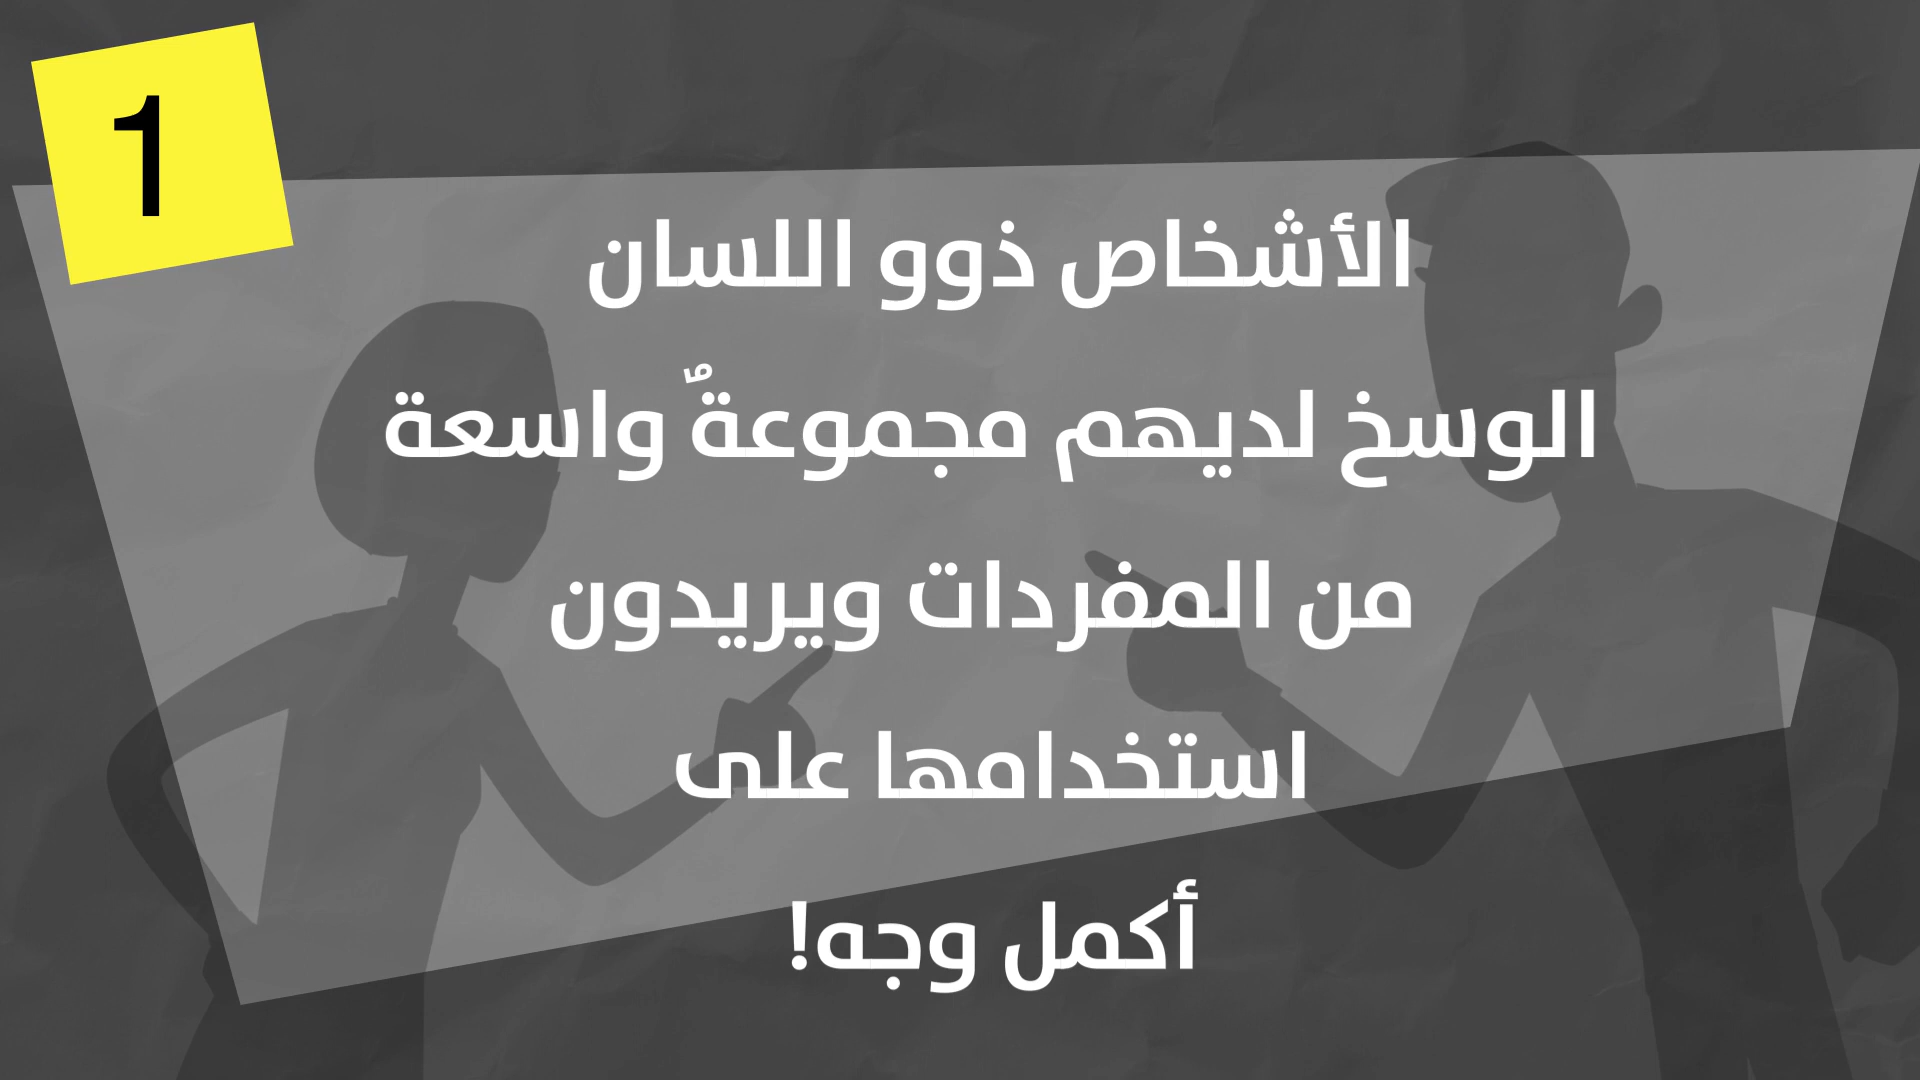 1
الأشخاص ذوو اللسان
الوسخ لديهم مجموعةٌ واسعة
من المفردات ويريدون
استخدامها على
أكمل وجه!